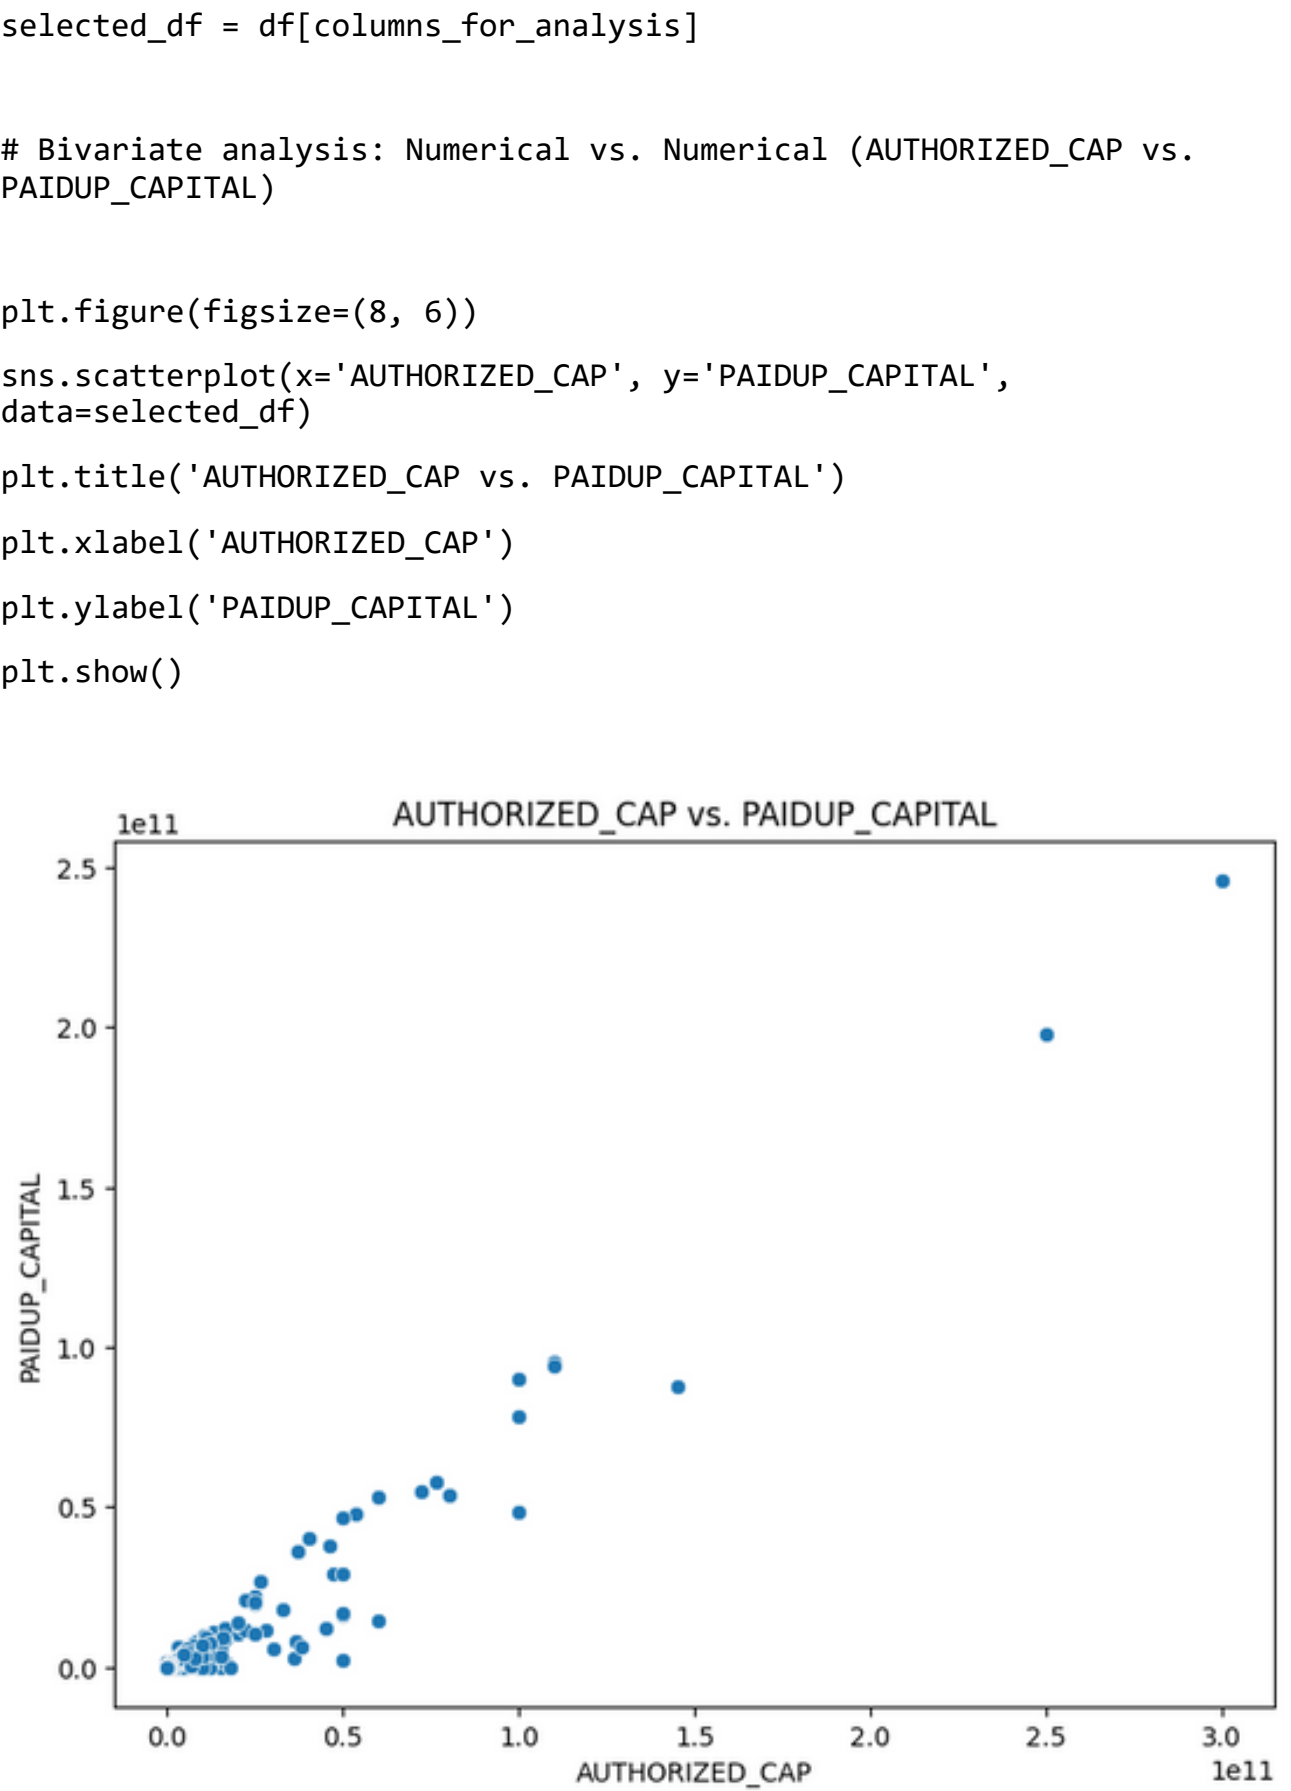 selected_df = df[columns_for_analysis]
# Bivariate analysis: Numerical vs. Numerical (AUTHORIZED_CAP vs.
PAIDUP_CAPITAL)
plt.figure(figsize=(8, 6))
sns.scatterplot(x='AUTHORIZED_CAP', y='PAIDUP_CAPITAL',
data=selected_df)
plt.title('AUTHORIZED_CAP vs. PAIDUP_CAPITAL')
plt.xlabel('AUTHORIZED_CAP')
plt.ylabel('PAIDUP_CAPITAL')
plt.show()
AUTHORIZED_CAP vs. PAIDUP_CAPITAL
1e11
2.5
2.0
1.5
1.0
0.5
0.0
PAIDUP_CAPITAL
0.0 0.5 1.0 1.5 2.0 2.5 3.0
AUTHORIZED_CAP
1e11